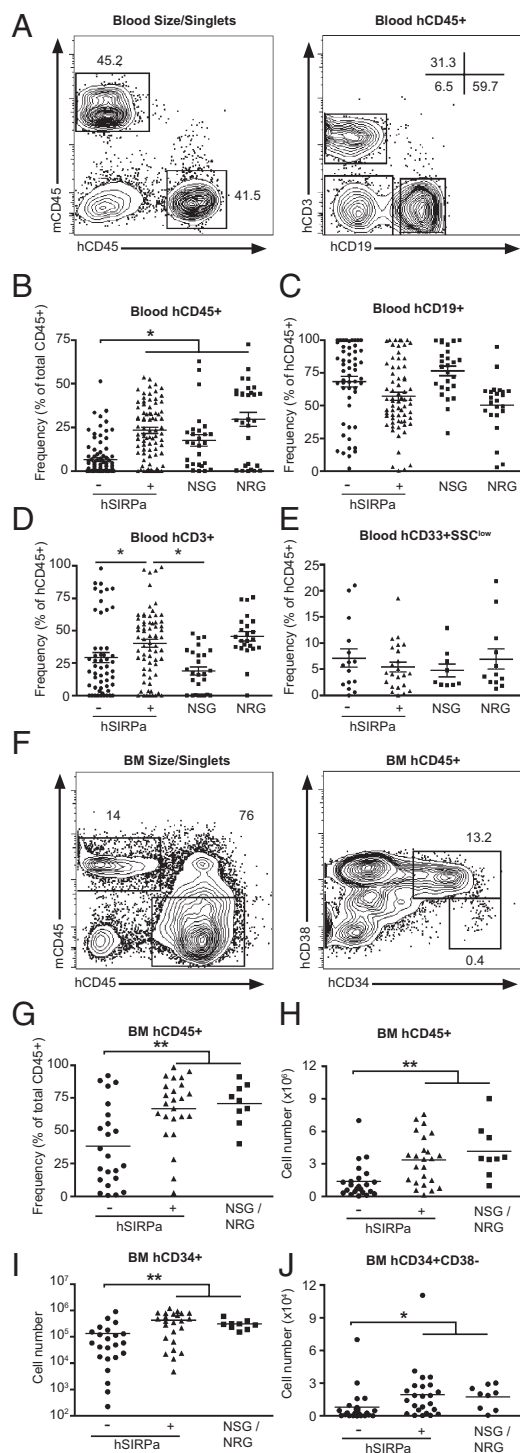 A
Blood Size/Singlets
Blood hCD45+
45.2
41.5
mCD45
hCD45
31.3
6.5
59.7
hCD3
hCD19
B
Blood hCD45+
Frequency (% of total CD45+)
75
50
25
0
*
- + NSG NRG
hSIRPa
C
Blood hCD19+
Frequency (% of hCD45+)
100
75
50
25
0
- + NSG NRG
hSIRPa
D
Blood hCD3+
Frequency (% of hCD45+)
100
75
50
25
0
* *
- + NSG NRG
hSIRPa
E
Blood hCD33+SSClow
Frequency (% of hCD45+)
25
20
15
10
5
0
- + NSG NRG
hSIRPa
F
BM Size/Singlets
BM hCD45+
14
76
mCD45
hCD45
13.2
0.4
hCD38
hCD34
G
BM hCD45+
Frequency (% of total CD45+)
100
75
50
25
0
**
- + NSG /
NRG
hSIRPa
H
BM hCD45+
Cell number (x10⁶)
12
9
6
3
0
**
- + NSG /
NRG
hSIRPa
I
BM hCD34+
Cell number
10⁷
10⁶
10⁵
10⁴
10³
10²
**
- + NSG /
NRG
hSIRPa
J
BM hCD34+CD38-
Cell number (x10⁴)
12
9
6
3
0
*
- + NSG /
NRG
hSIRPa